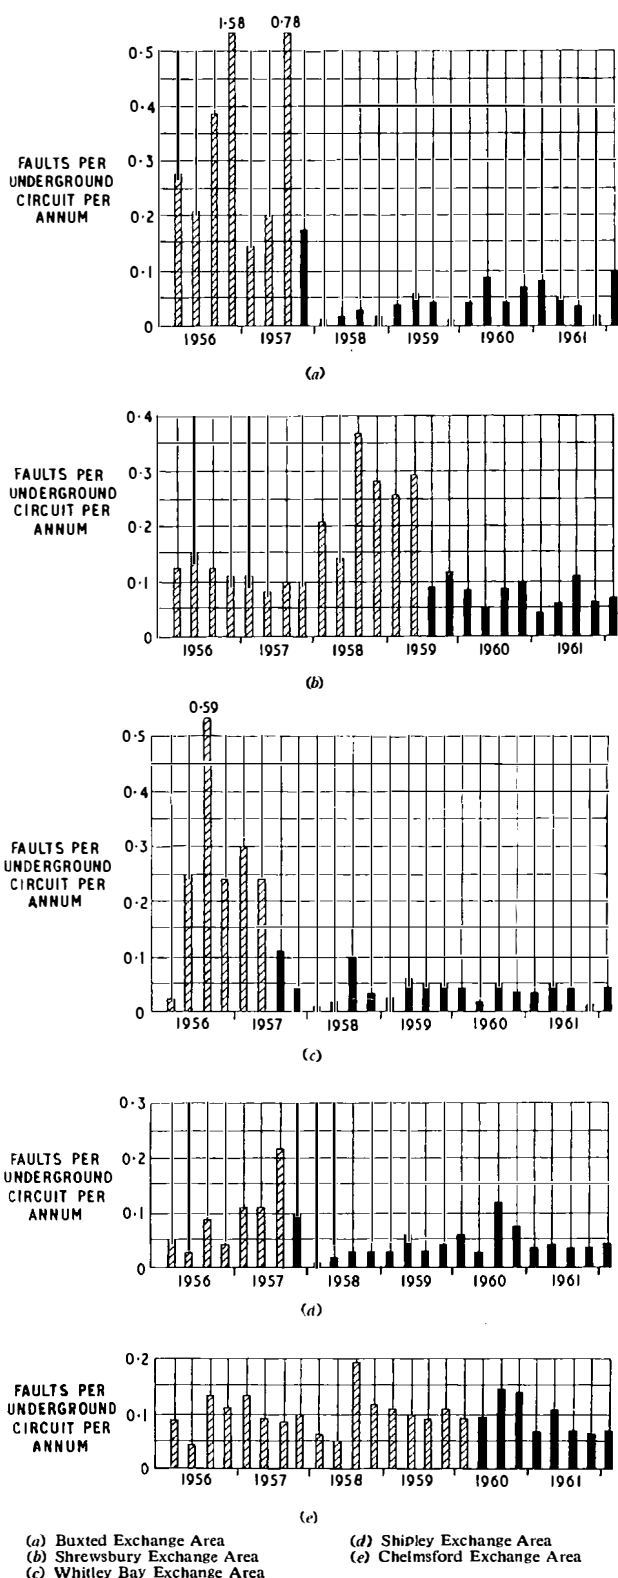 1·58 0·78
0·5
0·4
0·3
0·2
0·1
0
FAULTS PER
UNDERGROUND
CIRCUIT PER
ANNUM
1956 1957 1958 1959 1960 1961
(a)
0·4
0·3
0·2
0·1
0
FAULTS PER
UNDERGROUND
CIRCUIT PER
ANNUM
1956 1957 1958 1959 1960 1961
(b)
0·59
0·5
0·4
0·3
0·2
0·1
0
FAULTS PER
UNDERGROUND
CIRCUIT PER
ANNUM
1956 1957 1958 1959 1960 1961
(c)
0·3
0·2
0·1
0
FAULTS PER
UNDERGROUND
CIRCUIT PER
ANNUM
1956 1957 1958 1959 1960 1961
(d)
0·2
0·1
0
FAULTS PER
UNDERGROUND
CIRCUIT PER
ANNUM
1956 1957 1958 1959 1960 1961
(e)
(a) Buxted Exchange Area
(b) Shrewsbury Exchange Area
(c) Whitley Bay Exchange Area
(d) Shipley Exchange Area
(e) Chelmsford Exchange Area